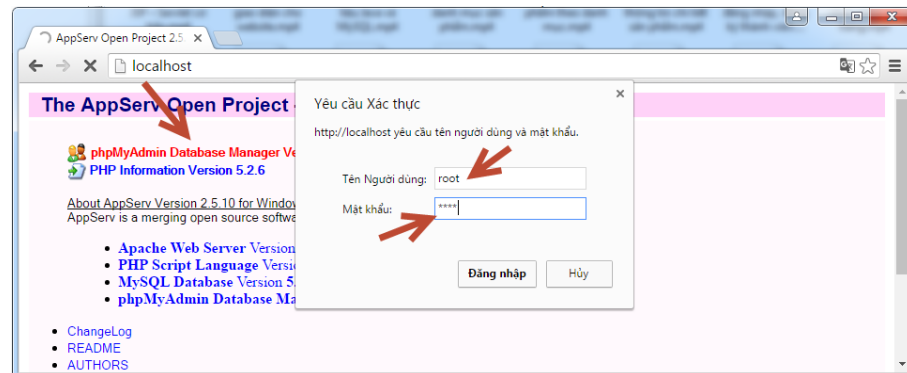 AppServ Open Project 2.5
localhost
The AppServ Open Project
phpMyAdmin Database Manager Ve
PHP Information Version 5.2.6
About AppServ Version 2.5.10 for Window
AppServ is a merging open source softwa
Apache Web Server Version
PHP Script Language Versi
MySQL Database Version 5.
phpMyAdmin Database Ma
ChangeLog
README
AUTHORS
Yêu cầu Xác thực
http://localhost yêu cầu tên người dùng và mật khẩu.
Tên Người dùng: root
Mật khẩu: ****
Đăng nhập Hủy